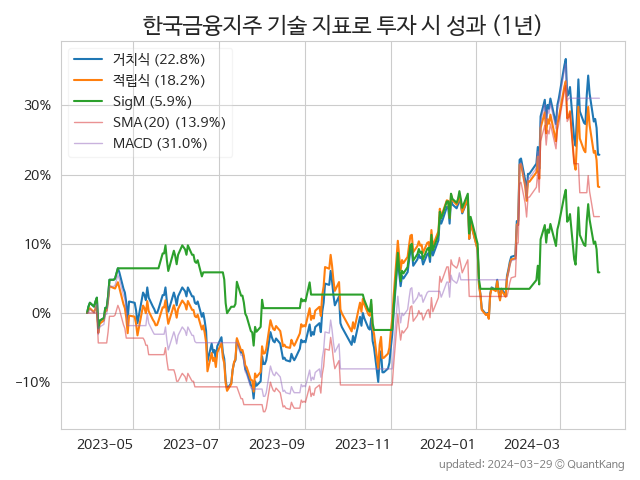 한국금융지주 기술 지표로 투자 시 성과 (1년)
거치식 (22.8%)
적립식 (18.2%)
SigM (5.9%)
SMA(20) (13.9%)
MACD (31.0%)
30%
20%
10%
0%
−10%
2023−05 2023−07 2023−09 2023−11 2024−01 2024−03
updated: 2024−03−29 © QuantKang